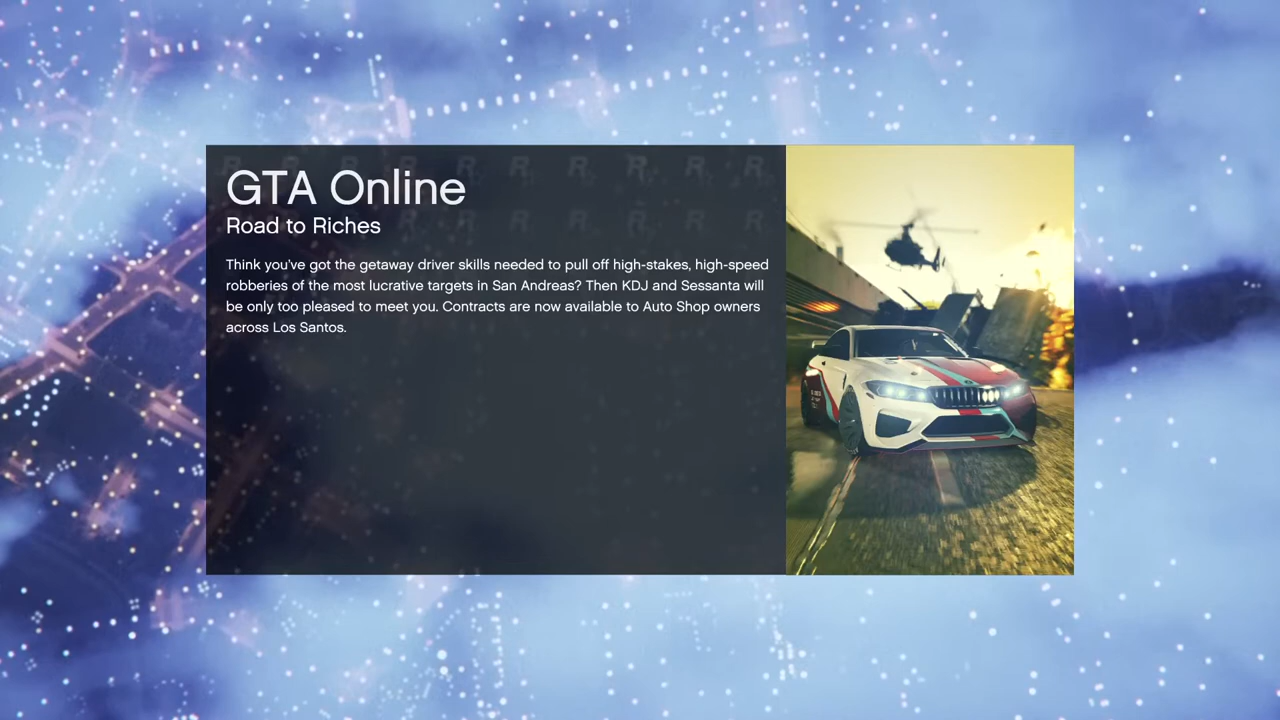 GTA Online
Road to Riches
Think you've got the getaway driver skills needed to pull off high-stakes, high-speed
robberies of the most lucrative targets in San Andreas? Then KDJ and Sessanta will
be only too pleased to meet you. Contracts are now available to Auto Shop owners
across Los Santos.